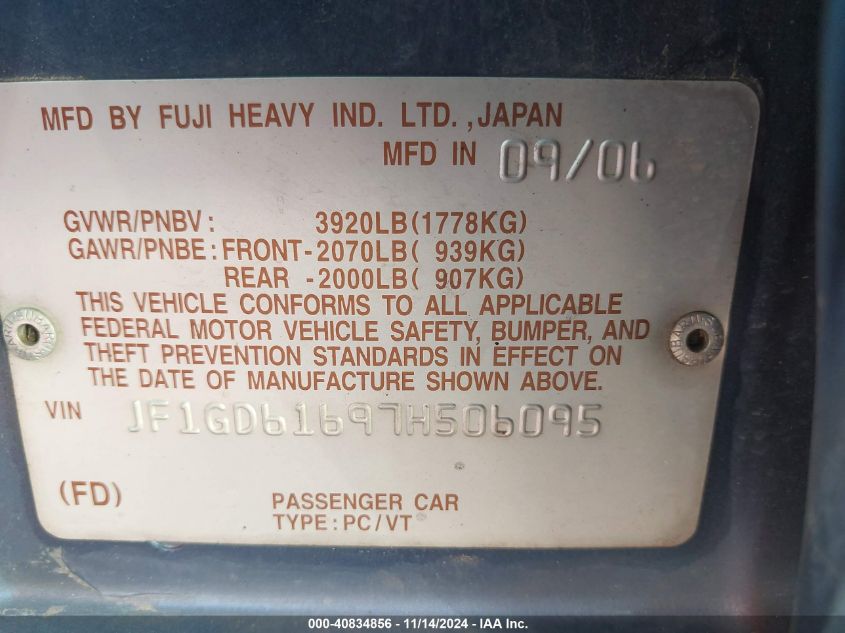 MFD BY FUJI HEAVY IND. LTD., JAPAN
MFD IN 09/06
GVWR/PNBV: 3920LB(1778KG)
GAWR/PNBE: FRONT-2070LB( 939KG)
REAR -2000LB( 907KG)
THIS VEHICLE CONFORMS TO ALL APPLICABLE
FEDERAL MOTOR VEHICLE SAFETY, BUMPER, AND
THEFT PREVENTION STANDARDS IN EFFECT ON
THE DATE OF MANUFACTURE SHOWN ABOVE.
VIN JF1GD61697H506095
(FD) PASSENGER CAR
TYPE:PC/VT
000-40834856 - 11/14/2024 - IAA Inc.